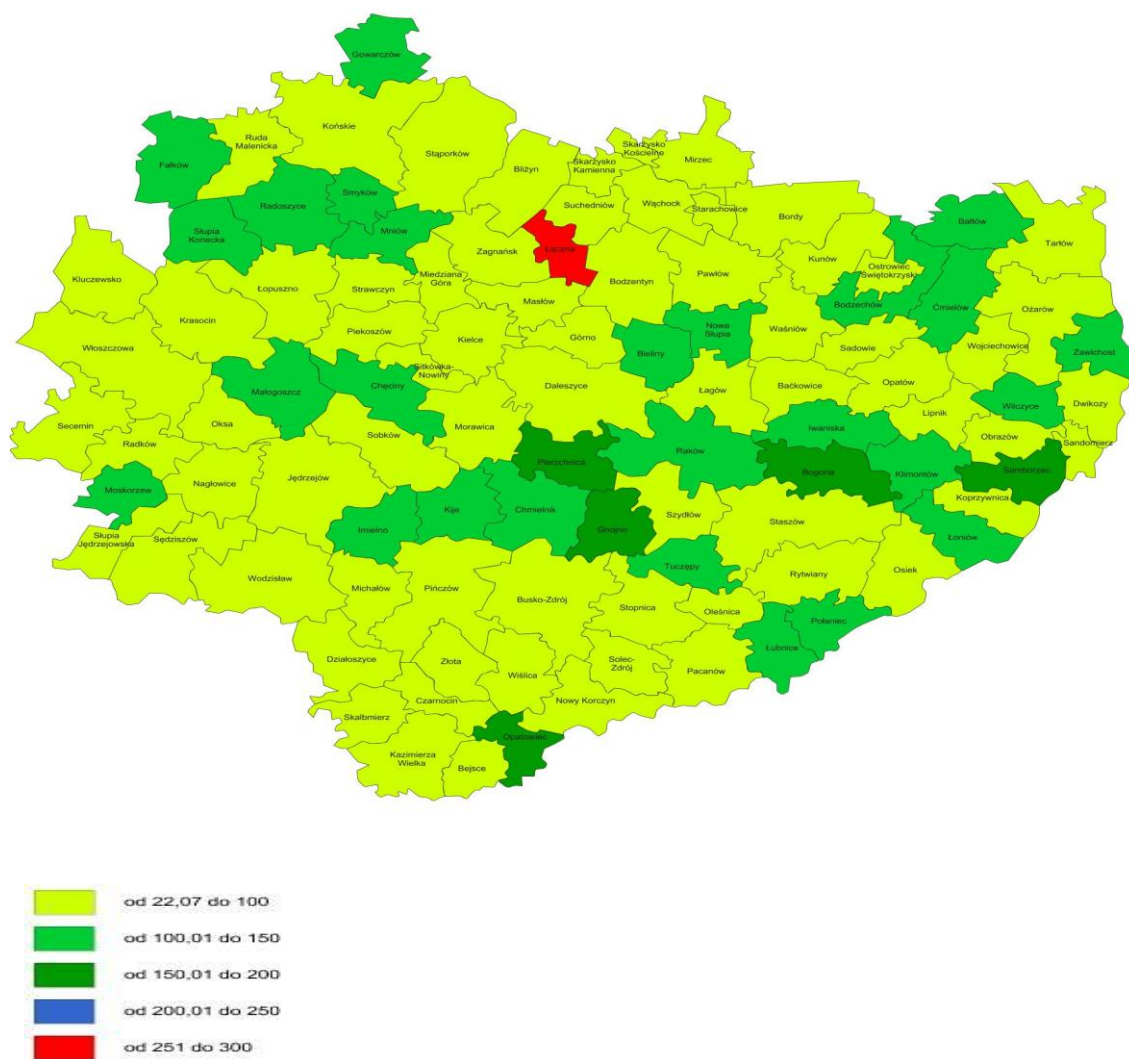 Gowarczów
Końskie
Ruda
Malenicka
Fałków
Stąporków
Bliżyn
Skarżysko
Kościelne
Skarżysko
Kamienna
Mirzec
Smyków
Radoszyce
Suchedniów
Wąchock
Starachowice
Bordy
Bałtów
Słupia
Konecka
Mniów
Zagnańsk
Łączna
Tarłów
Kluczewsko
Łopuszno
Strawczyn
Miedziana
Góra
Bodzentyn
Pawłów
Kunów
Ostrowiec
Świętokrzyski
Krasocin
Masłów
Bodzechów
Ćmielów
Ożarów
Włoszczowa
Piekoszów
Kielce
Górno
Bieliny
Nowa
Słupia
Waśniów
Sadowie
Wojciechowice
Zawichost
Małogoszcz
Chęciny
Sitkówka-
Nowiny
Daleszyce
Łagów
Baćkowice
Opatów
Wilczyce
Dwikozy
Secemin
Oksa
Lipnik
Radków
Sobków
Morawica
Iwaniska
Obrazów
Sandomierz
Moskorzew
Nagłowice
Jędrzejów
Pierzchnica
Raków
Bogoria
Klimontów
Samborzec
Koprzywnica
Imielno
Kije
Chmielnik
Gnojno
Szydłów
Staszów
Łoniów
Słupia
Jędrzejowska
Sędziszów
Wodzisław
Tuczępy
Rytwiany
Osiek
Michałów
Pińczów
Busko-Zdrój
Stopnica
Oleśnica
Połaniec
Łubnice
Działoszyce
Złota
Wiślica
Solec-
Zdrój
Pacanów
Czarnocin
Nowy Korczyn
Skalbmierz
Opatowiec
Kazimierza
Wielka
Bejsce
od 22,07 do 100
od 100,01 do 150
od 150,01 do 200
od 200,01 do 250
od 251 do 300